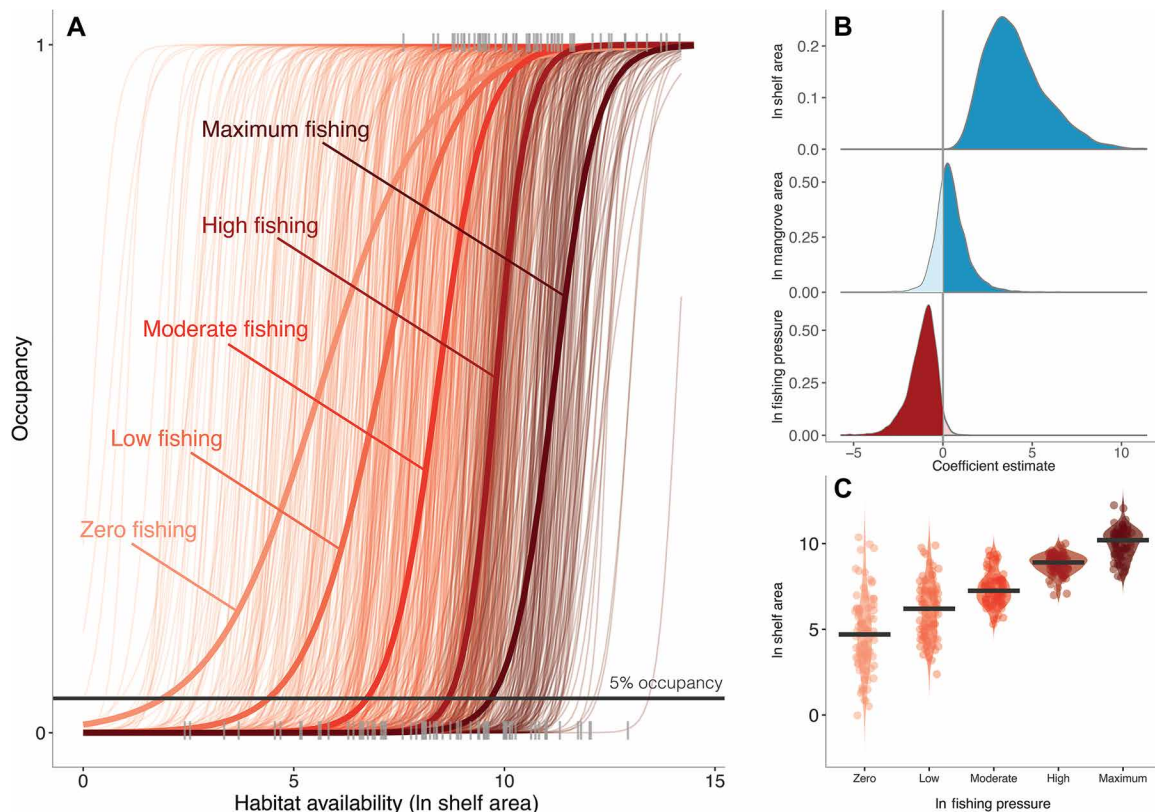 A
1
Maximum fishing
High fishing
Moderate fishing
Low fishing
Zero fishing
5% occupancy
0
0
5
10
15
Occupancy
Habitat availability (ln shelf area)
B
ln shelf area
0.2
0.1
0.0
ln mangrove area
0.50
0.25
0.00
ln fishing pressure
0.50
0.25
0.00
−5
0
5
10
Coefficient estimate
C
ln shelf area
10
5
0
Zero
Low
Moderate
High
Maximum
ln fishing pressure